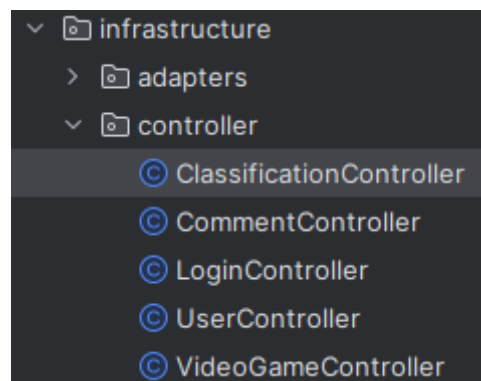 infrastructure
adapters
controller
ClassificationController
CommentController
LoginController
UserController
VideoGameController